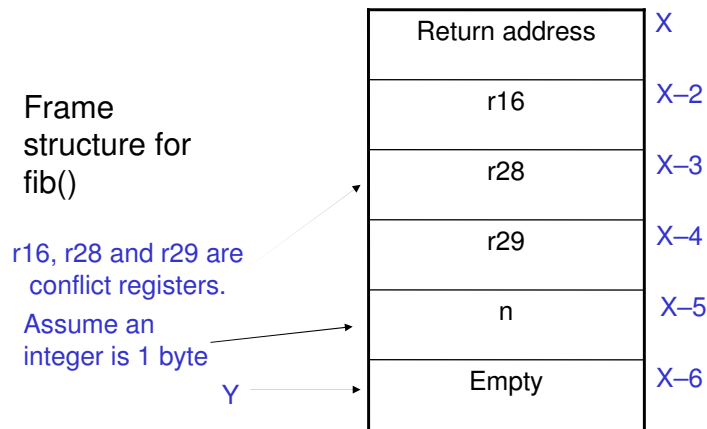 Return address
X
r16
X–2
Frame
structure for
fib()
r28
X–3
r29
X–4
r16, r28 and r29 are
conflict registers.
Assume an
integer is 1 byte
n
X–5
Y
Empty
X–6